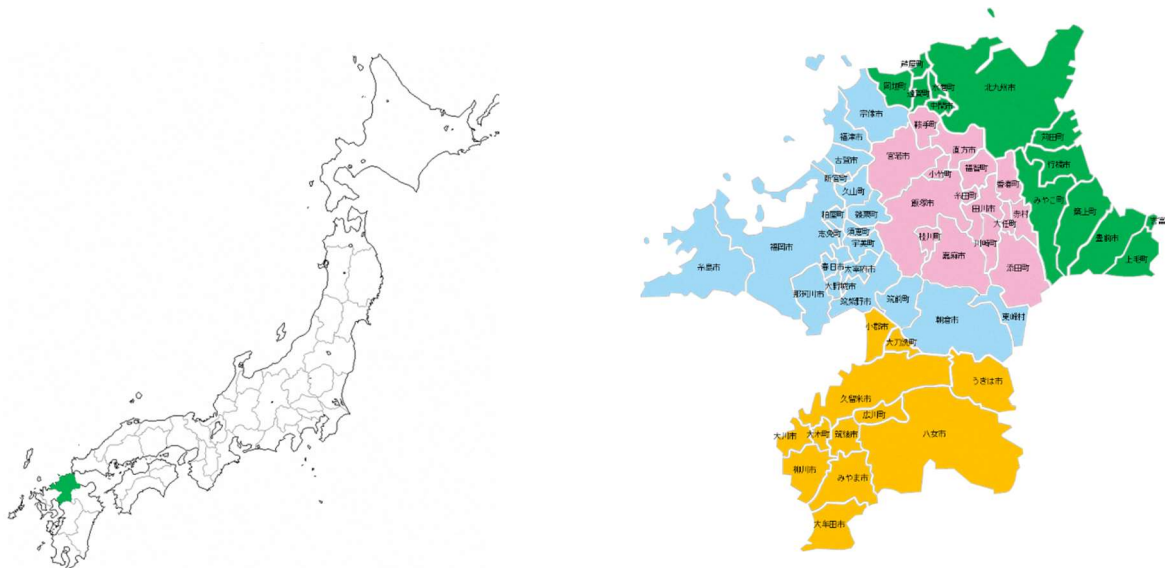 芦屋町
岡垣町
遠賀町
水巻町
中間市
北九州市
宗像市
鞍手町
苅田町
福津市
直方市
行橋市
宮若市
古賀市
福智町
新宮町
小竹町
香春町
久山町
糸田町
みやこ町
飯塚市
田川市
築上町
粕屋町
篠栗町
赤村
大任町
志免町
須恵町
桂川町
川崎町
豊前市
福岡市
宇美町
嘉麻市
上毛町
糸島市
春日市
太宰府市
添田町
大野城市
那珂川市
筑紫野市
筑前町
朝倉市
東峰村
小郡市
大刀洗町
うきは市
久留米市
広川町
大川市
大木町
筑後市
八女市
柳川市
みやま市
大牟田市